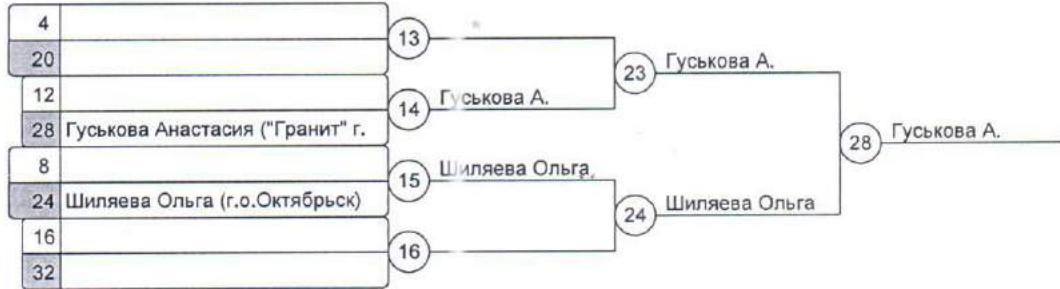 4
13
20
23
Гуськова А.
12
14
Гуськова А.
28 Гуськова Анастасия ("Гранит" г.
28
Гуськова А.
8
15
Шиляева Ольга
24 Шиляева Ольга (г.о.Октябрьск)
24
Шиляева Ольга
16
16
32